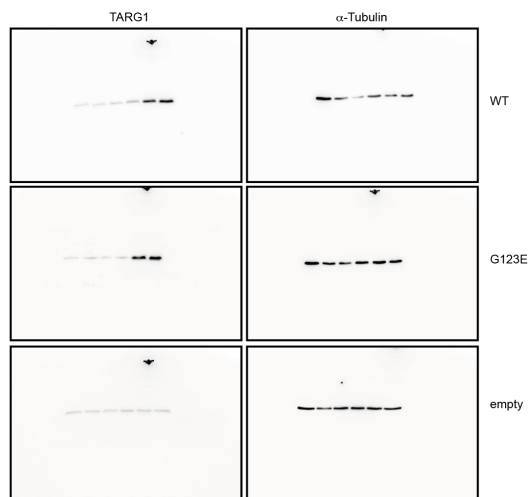 TARG1
α-Tubulin
WT
G123E
empty